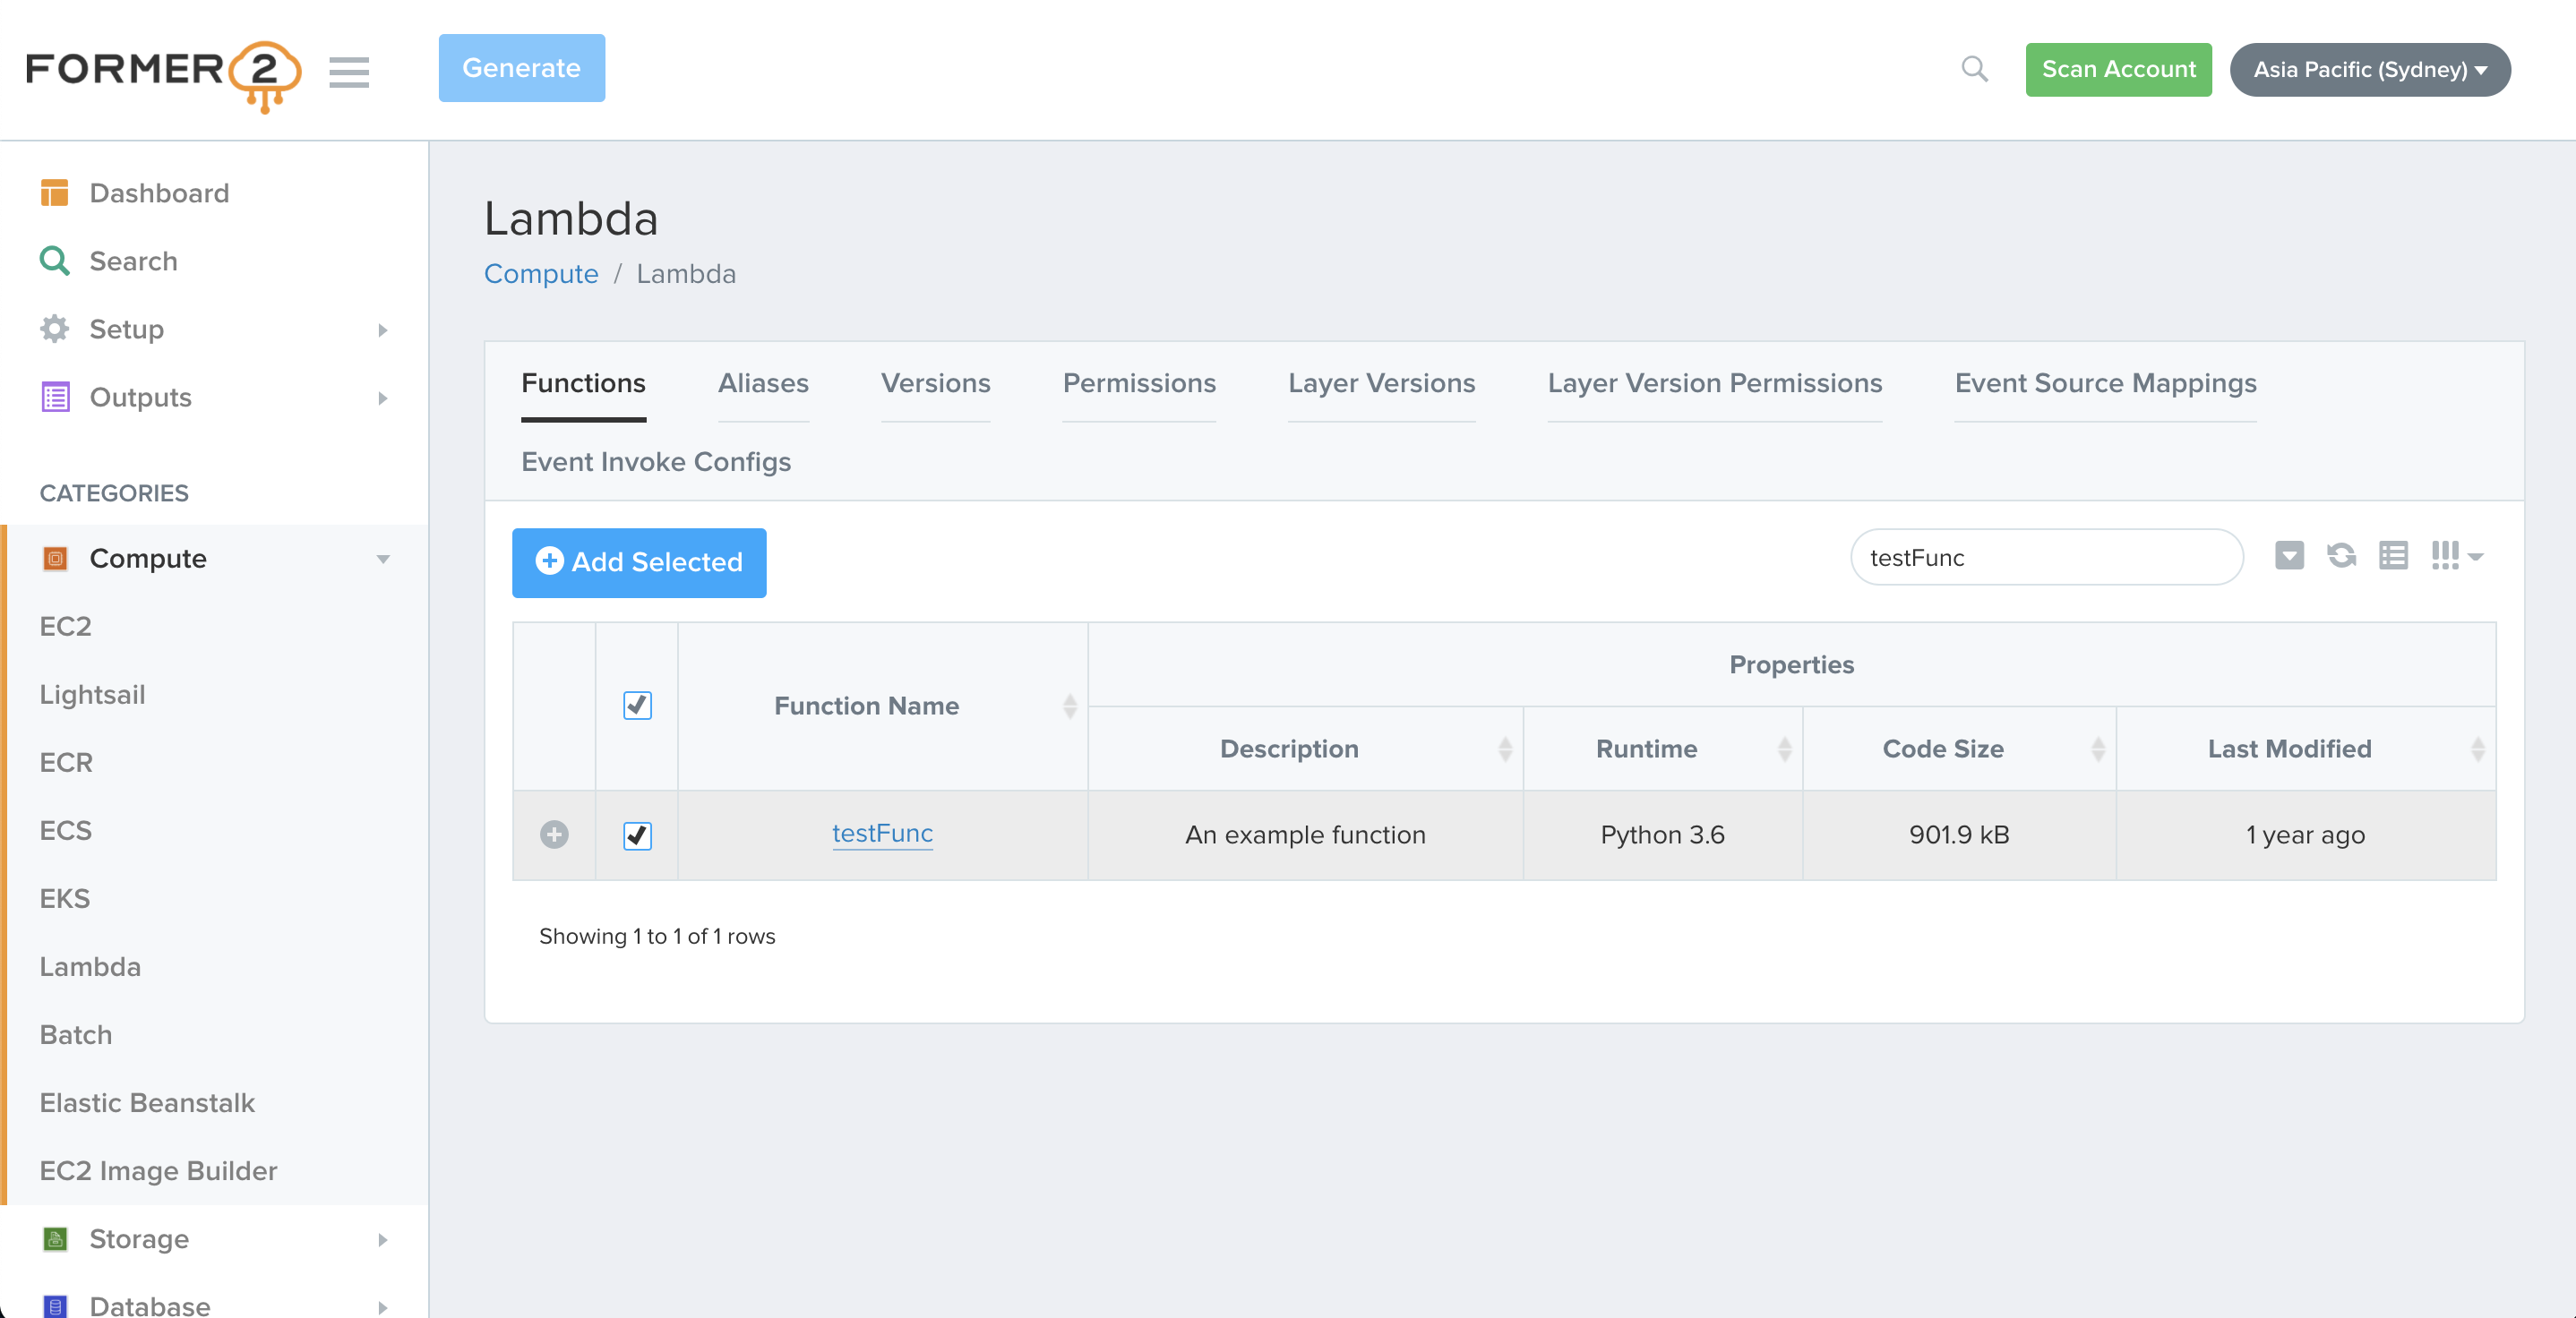 FORMER2
Generate
Scan Account
Asia Pacific (Sydney)
Dashboard
Search
Setup
Outputs
CATEGORIES
Compute
EC2
Lightsail
ECR
ECS
EKS
Lambda
Batch
Elastic Beanstalk
EC2 Image Builder
Storage
Database
Lambda
Compute / Lambda
Functions Aliases Versions Permissions Layer Versions Layer Version Permissions Event Source Mappings
Event Invoke Configs
Add Selected
testFunc
Properties
Function Name
Description Runtime Code Size Last Modified
testFunc An example function Python 3.6 901.9 kB 1 year ago
Showing 1 to 1 of 1 rows